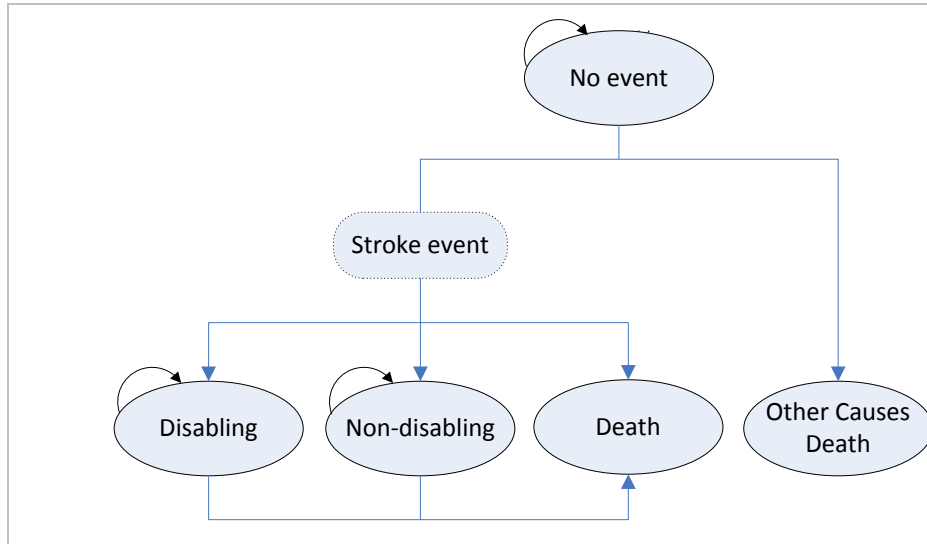 No event
Stroke event
Disabling
Non-disabling
Death
Other Causes
Death